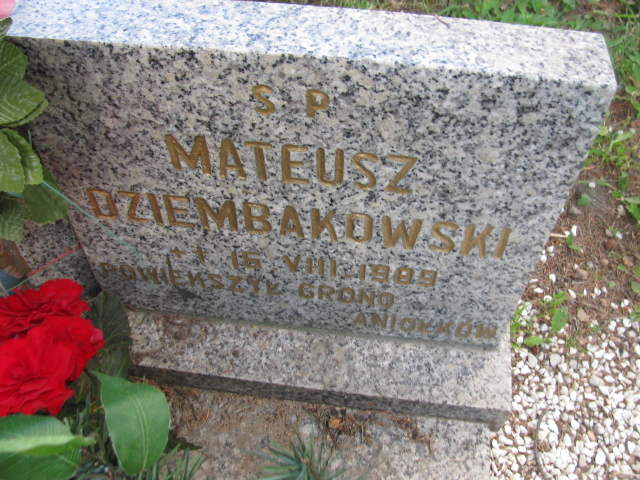 S P
MATEUSZ
DZIEMBAKOWSKI
++ 16 VIII 1989
POWIĘKSZYŁ GRONO
ANIOŁKÓW